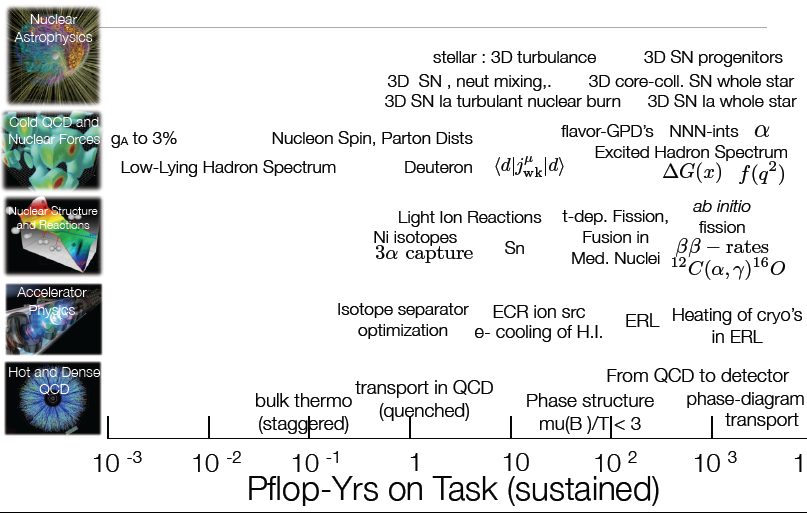 Nuclear
Astrophysics
stellar : 3D turbulance 3D SN progenitors
3D SN , neut mixing,. 3D core-coll. SN whole star
3D SN Ia turbulant nuclear burn 3D SN Ia whole star
Cold QCD and
Nuclear Forces
g_A to 3% Nucleon Spin, Parton Dists flavor-GPD's NNN-ints α
Excited Hadron Spectrum
Low-Lying Hadron Spectrum Deuteron ⟨d|j^μ_wk|d⟩ ΔG(x) f(q²)
Nuclear Structure
and Reactions
Light Ion Reactions
Ni isotopes
3α capture
Sn
t-dep. Fission,
Fusion in
Med. Nuclei
ab initio
fission
ββ − rates
¹²C(α, γ)¹⁶O
Accelerator
Physics
Isotope separator
optimization
ECR ion src
e- cooling of H.I.
ERL
Heating of cryo's
in ERL
Hot and Dense
QCD
bulk thermo
(staggered)
transport in QCD
(quenched)
Phase structure
mu(B )/T < 3
From QCD to detector
phase-diagram
transport
10 -3 10 -2 10 -1 1 10 10 2 10 3 1
Pflop-Yrs on Task (sustained)